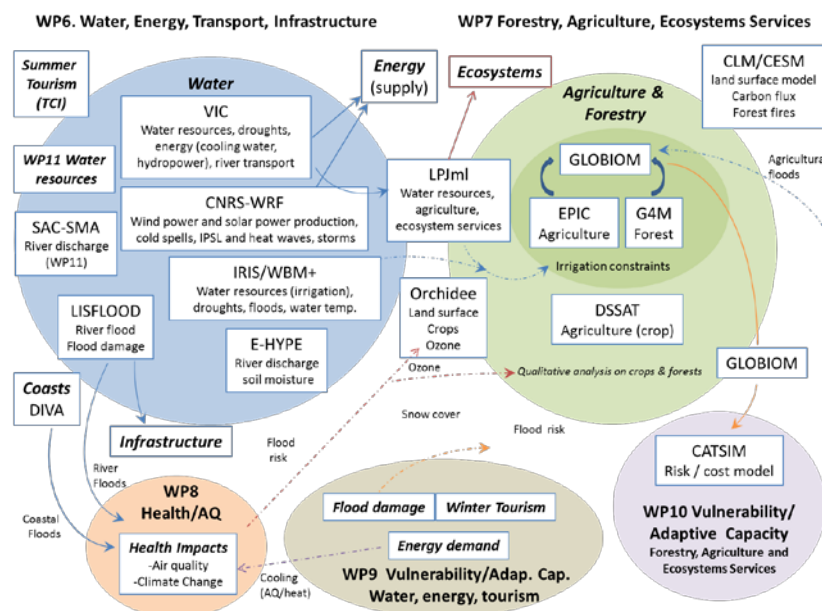 WP6. Water, Energy, Transport, Infrastructure
WP7 Forestry, Agriculture, Ecosystems Services
Summer
Tourism
(TCI)
Water
Energy
(supply)
Ecosystems
Agriculture &
Forestry
CLM/CESM
land surface model
Carbon flux
Forest fires
VIC
Water resources, droughts,
energy (cooling water,
hydropower), river transport
WP11 Water
resources
LPJml
Water resources,
agriculture,
ecosystem services
GLOBIOM
Agricultural
floods
CNRS-WRF
Wind power and solar power production,
cold spells, IPSL and heat waves, storms
EPIC
Agriculture
G4M
Forest
SAC-SMA
River discharge
(WP11)
IRIS/WBM+
Water resources (irrigation),
droughts, floods, water temp.
Irrigation constraints
Orchidee
Land surface
Crops
Ozone
DSSAT
Agriculture (crop)
LISFLOOD
River flood
Flood damage
E-HYPE
River discharge
soil moisture
Ozone
Qualitative analysis on crops & forests
GLOBIOM
Coasts
DIVA
Infrastructure
Snow cover
Flood risk
Flood
risk
CATSIM
Risk / cost model
River
Floods
WP8
Health/AQ
Flood damage
Winter Tourism
WP10 Vulnerability/
Adaptive Capacity
Forestry, Agriculture and
Ecosystems Services
Coastal
Floods
Health Impacts
-Air quality
-Climate Change
Energy demand
Cooling
(AQ/heat)
WP9 Vulnerability/Adap. Cap.
Water, energy, tourism